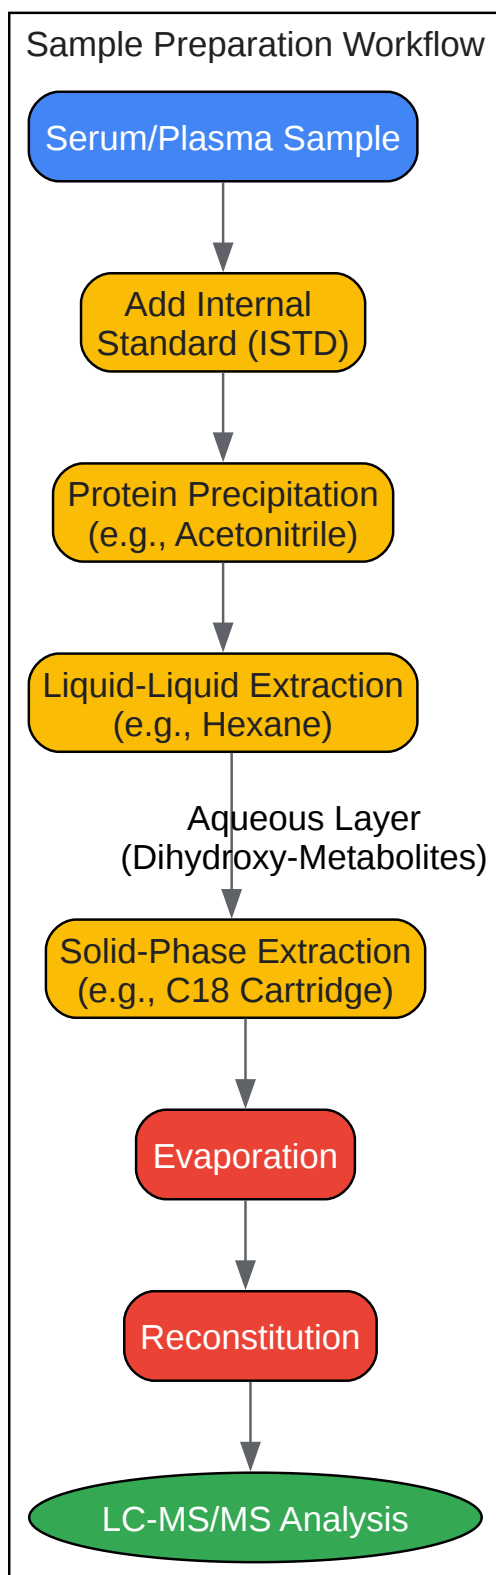 Sample Preparation Workflow
Serum/Plasma Sample
Add Internal
Standard (ISTD)
Protein Precipitation
(e.g., Acetonitrile)
Liquid-Liquid Extraction
(e.g., Hexane)
Aqueous Layer
(Dihydroxy-Metabolites)
Solid-Phase Extraction
(e.g., C18 Cartridge)
Evaporation
Reconstitution
LC-MS/MS Analysis